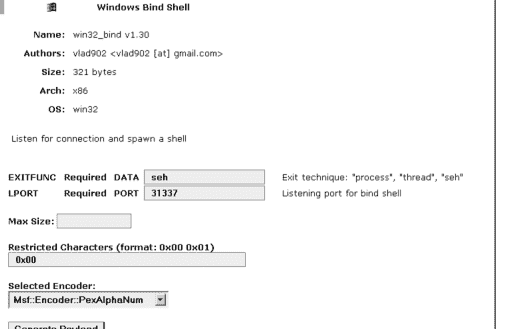 Windows Bind Shell
Name: win32_bind v1.30
Authors: vlad902 <vlad902 [at] gmail.com>
Size: 321 bytes
Arch: x86
OS: win32
Listen for connection and spawn a shell
EXITFUNC Required DATA seh Exit technique: "process", "thread", "seh"
LPORT Required PORT 31337 Listening port for bind shell
Max Size:
Restricted Characters (format: 0x00 0x01)
0x00
Selected Encoder:
Msf::Encoder::PexAlphaNum
Generate Payload